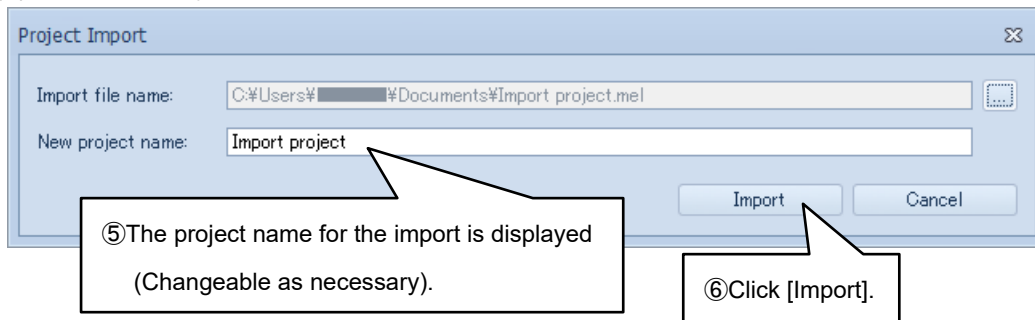 Project Import
Import file name: C:¥Users¥ ¥Documents¥Import project.mel ...
New project name: Import project
Import Cancel
⑤The project name for the import is displayed
(Changeable as necessary).
⑥Click [Import].